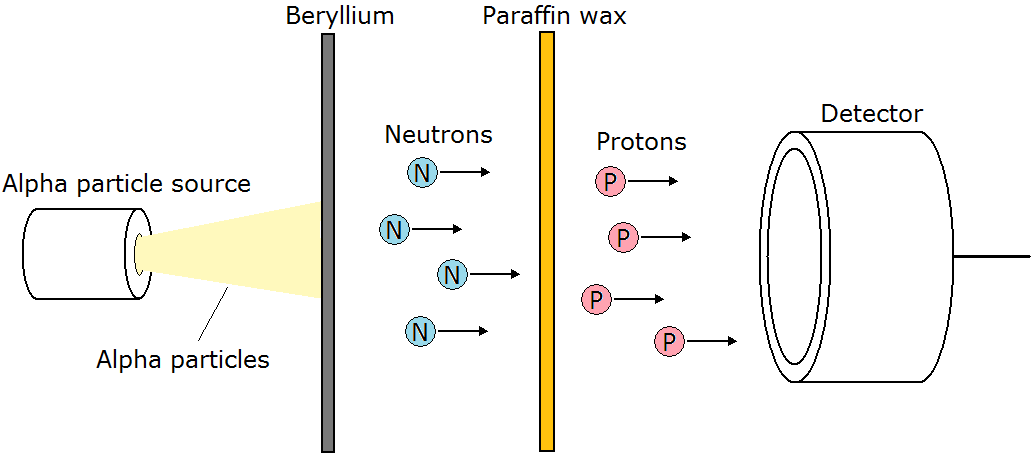 Beryllium
Paraffin wax
Detector
Neutrons
Protons
Alpha particle source
N
P
N
P
N
P
N
P
Alpha particles